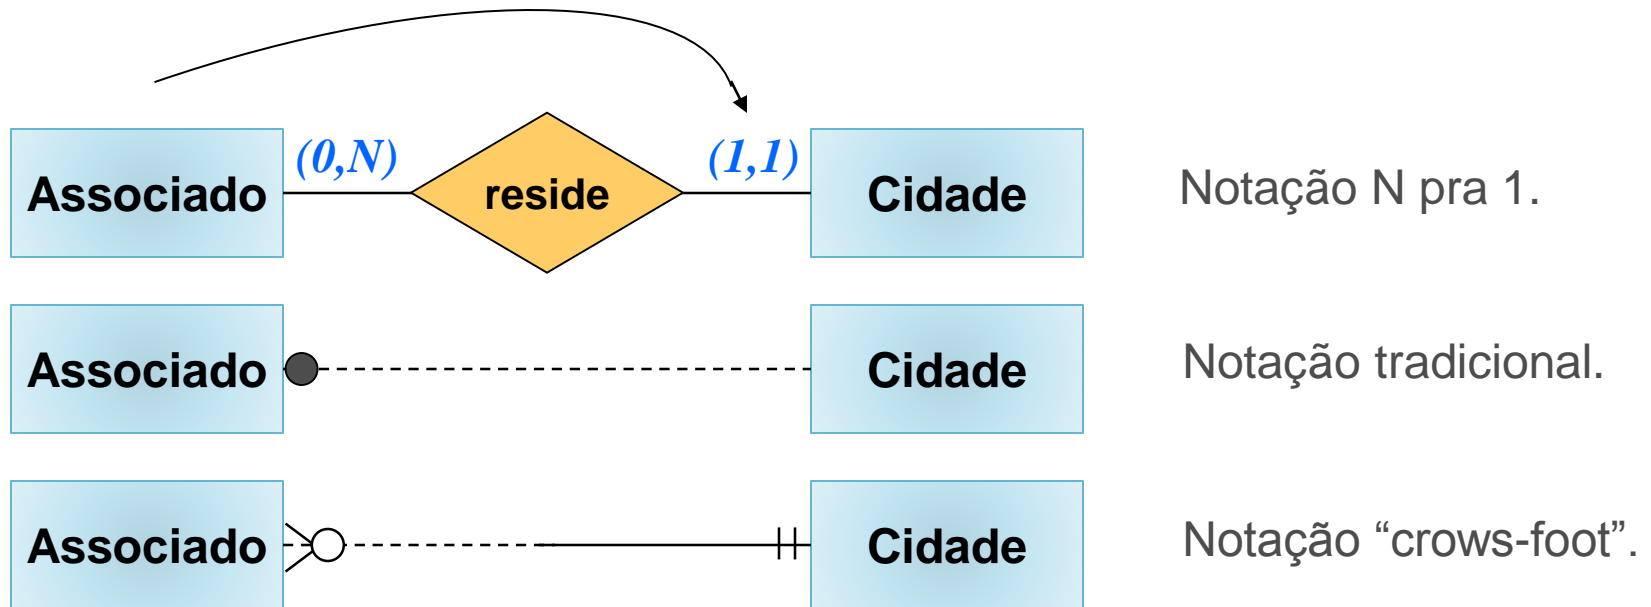 Associado (0,N) reside (1,1) Cidade Notação N pra 1.
Associado Cidade Notação tradicional.
Associado Cidade Notação “crows-foot”.